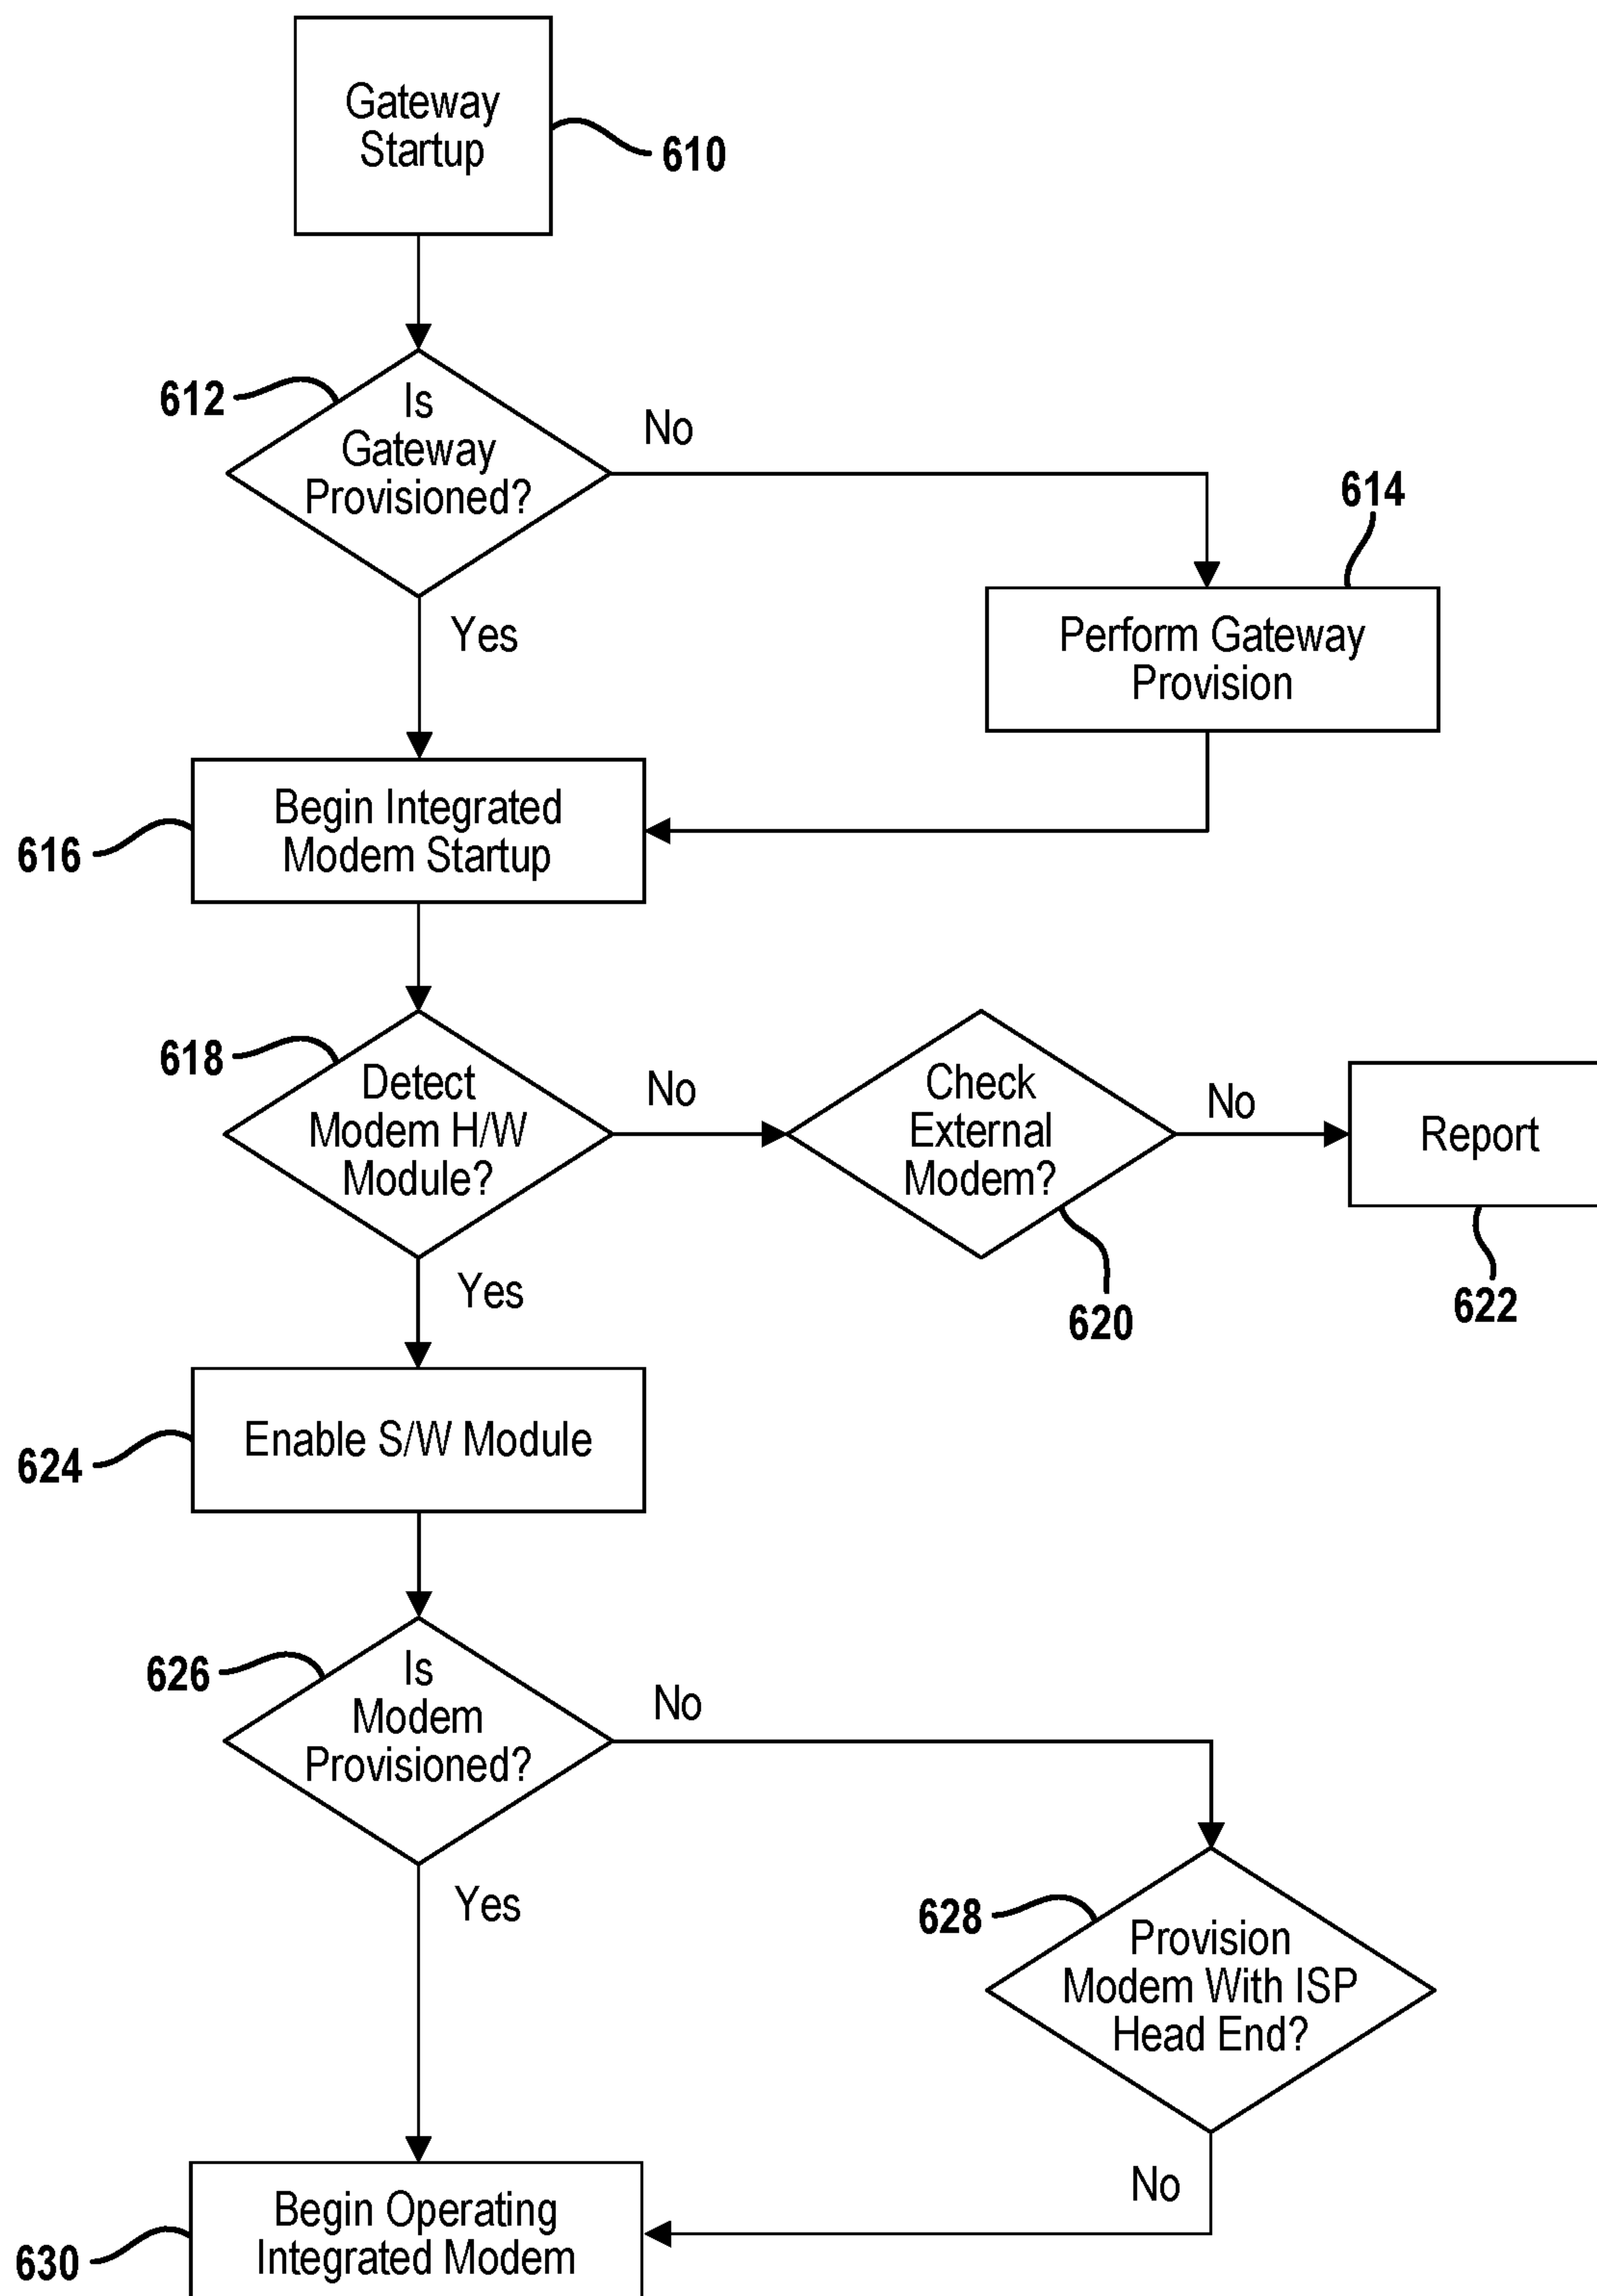 Gateway
Startup
610
612
Is
Gateway
Provisioned?
No
614
Yes
Perform Gateway
Provision
616
Begin Integrated
Modem Startup
618
Detect
Modem H/W
Module?
No
Check
External
Modem?
No
Report
620
622
Yes
624
Enable S/W Module
626
Is
Modem
Provisioned?
No
Yes
628
Provision
Modem With ISP
Head End?
No
630
Begin Operating
Integrated Modem